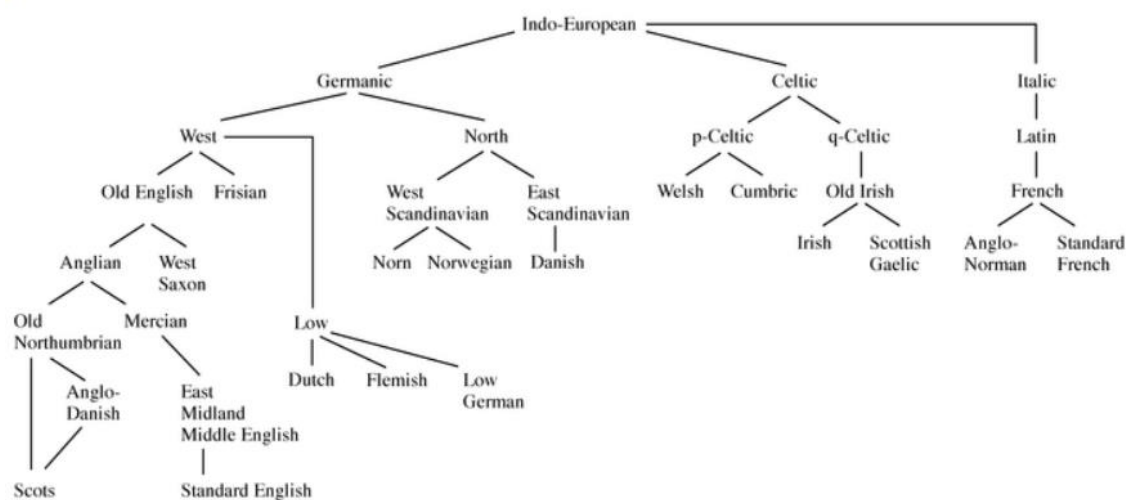 Indo-European
Germanic
Celtic
Italic
West
North
p-Celtic
q-Celtic
Latin
Old English
Frisian
West
Scandinavian
East
Scandinavian
Welsh
Cumbric
Old Irish
French
Anglian
West
Saxon
Norn
Norwegian
Danish
Irish
Scottish
Gaelic
Anglo-
Norman
Standard
French
Old
Northumbrian
Mercian
Low
Anglo-
Danish
East
Midland
Middle English
Dutch
Flemish
Low
German
Scots
Standard English